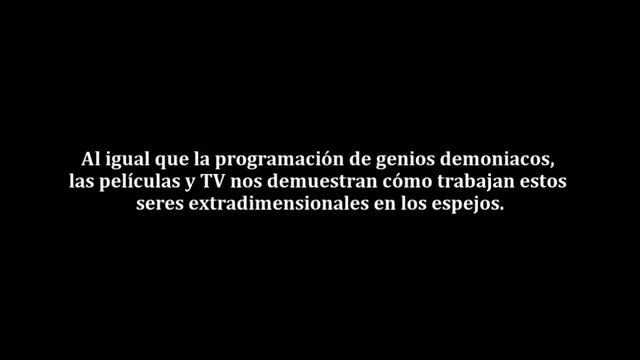 Al igual que la programación de genios demoniacos,
las películas y TV nos demuestran cómo trabajan estos
seres extradimensionales en los espejos.